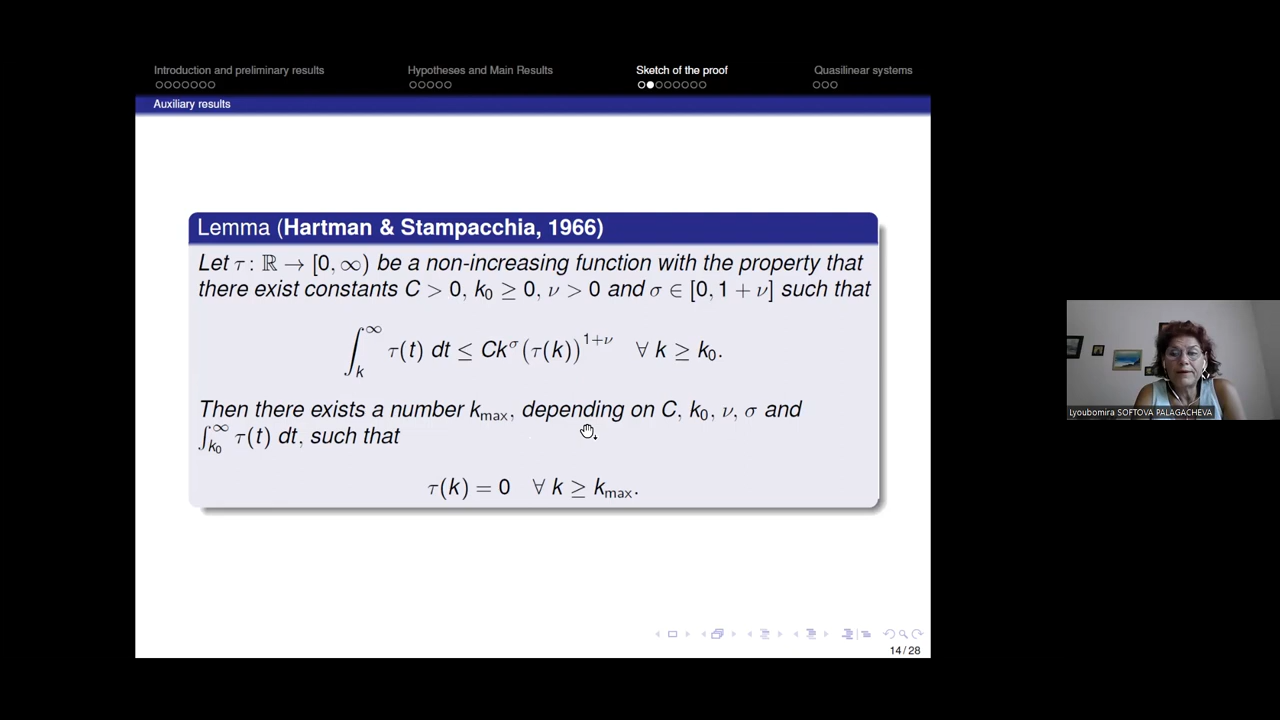 Introduction and preliminary results
Hypotheses and Main Results
Sketch of the proof
Quasilinear systems
Auxiliary results
Lemma (Hartman & Stampacchia, 1966)
Let τ : ℝ → [0, ∞) be a non-increasing function with the property that
there exist constants C > 0, k₀ ≥ 0, ν > 0 and σ ∈ [0, 1 + ν] such that
∫_k^∞ τ(t) dt ≤ Ck^σ (τ(k))^{1+ν} ∀ k ≥ k₀.
Then there exists a number k_max, depending on C, k₀, ν, σ and
∫_{k₀}^∞ τ(t) dt, such that
τ(k) = 0 ∀ k ≥ k_max.
14 / 28
Lyoubomira SOFTOVA PALAGACHEVA